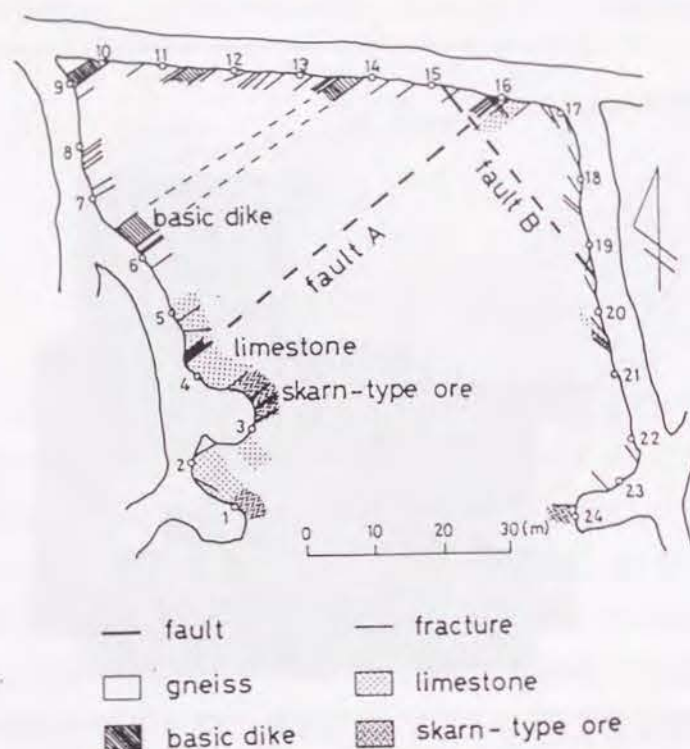 10
11
12
13
14
15
16
17
9
8
7
18
fault B
basic dike
6
19
fault A
5
20
limestone
4
21
skarn-type ore
3
22
2
23
1
24
0 10 20 30 (m)
fault
fracture
gneiss
limestone
basic dike
skarn-type ore